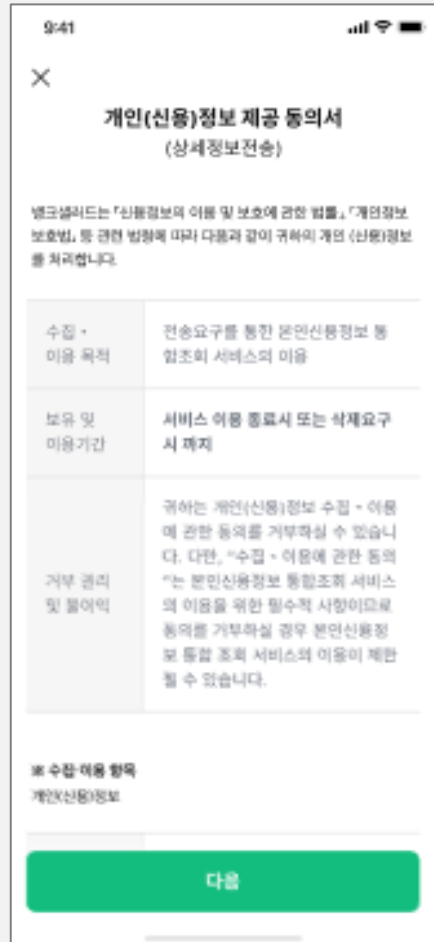 9:41
개인(신용)정보 제공 동의서
(상세정보전송)
뱅크샐러드는 「신용정보의 이용 및 보호에 관한 법률」, 「개인정보
보호법」 등 관련 법령에 따라 다음과 같이 귀하의 개인 (신용)정보
를 처리합니다.
수집·
이용 목적
전송요구를 통한 본인신용정보 통
합조회 서비스의 이용
보유 및
이용기간
서비스 이용 종료시 또는 삭제요구
시 까지
거부 권리
및 불이익
귀하는 개인(신용)정보 수집·이용
에 관한 동의를 거부하실 수 있습니
다. 다만, "수집·이용에 관한 동의
"는 본인신용정보 통합조회 서비스
의 이용을 위한 필수적 사항이므로
동의를 거부하실 경우 본인신용정
보 통합 조회 서비스의 이용이 제한
될 수 있습니다.
※ 수집·이용 항목
개인(신용)정보
다음